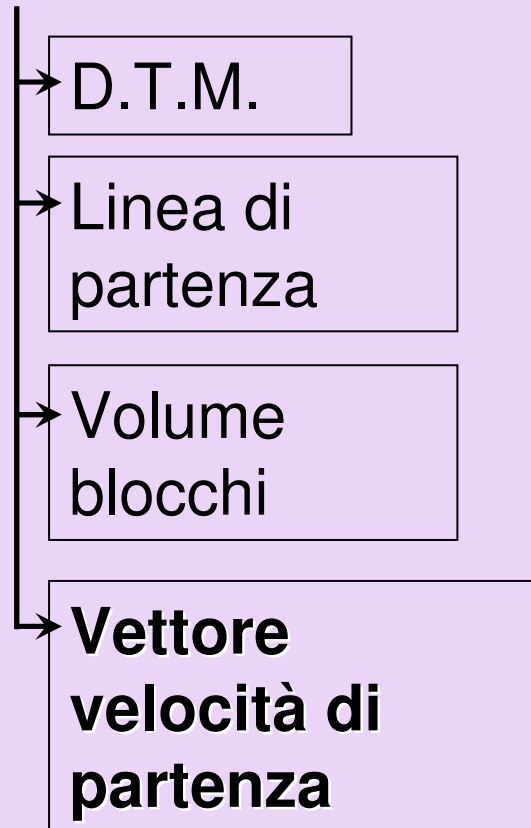 D.T.M.
Linea di
partenza
Volume
blocchi
Vettore
velocità di
partenza